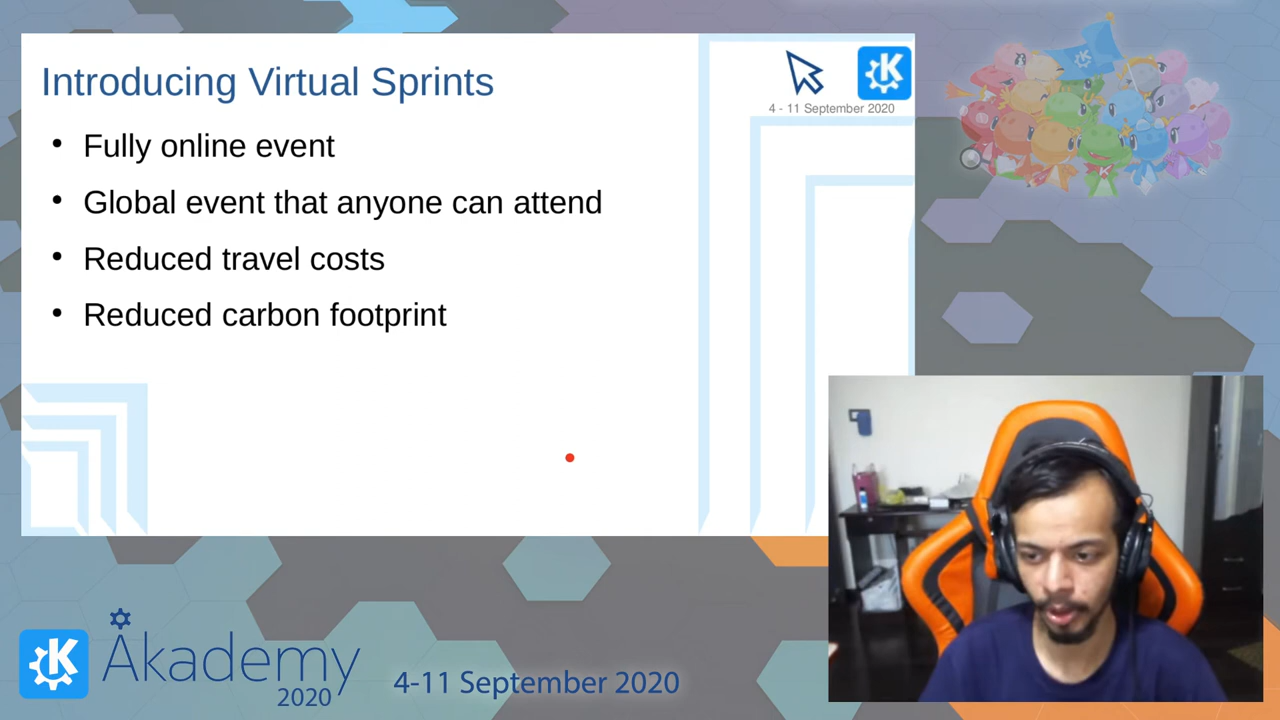 Introducing Virtual Sprints
4 - 11 September 2020
• Fully online event
• Global event that anyone can attend
• Reduced travel costs
• Reduced carbon footprint
Akademy
2020
4-11 September 2020